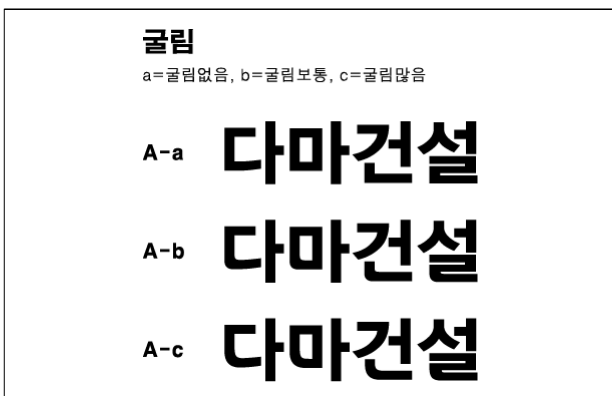 굴림
a=굴림없음, b=굴림보통, c=굴림많음
A-a 다마건설
A-b 다마건설
A-c 다마건설